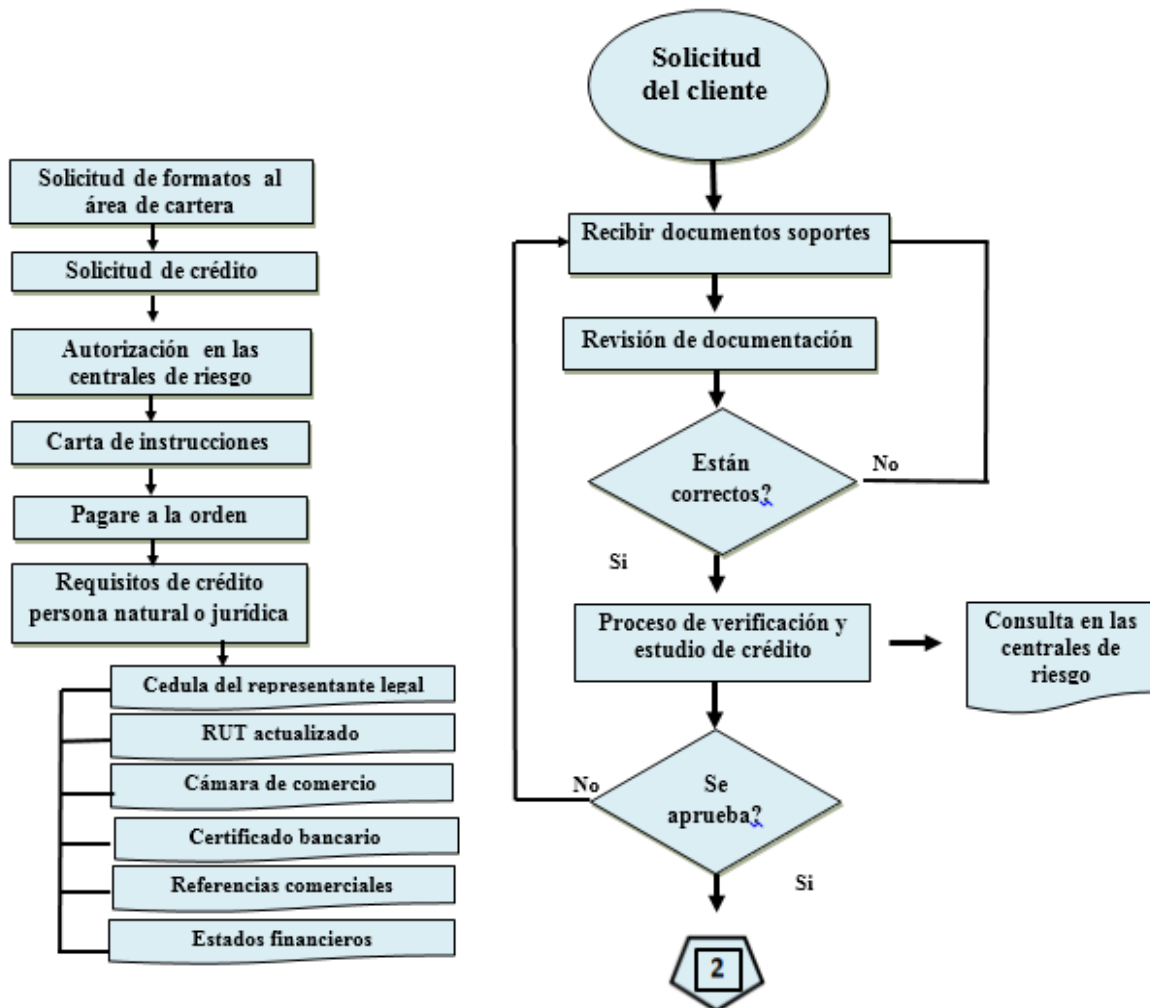 Solicitud de formatos al
área de cartera
Solicitud de crédito
Autorización en las
centrales de riesgo
Carta de instrucciones
Pagare a la orden
Requisitos de crédito
persona natural o jurídica
Cedula del representante legal
RUT actualizado
Cámara de comercio
Certificado bancario
Referencias comerciales
Estados financieros
Solicitud
del cliente
Recibir documentos soportes
Revisión de documentación
Están
correctos?
No
Si
Proceso de verificación y
estudio de crédito
Consulta en las
centrales de
riesgo
Se
aprueba?
No
Si
2